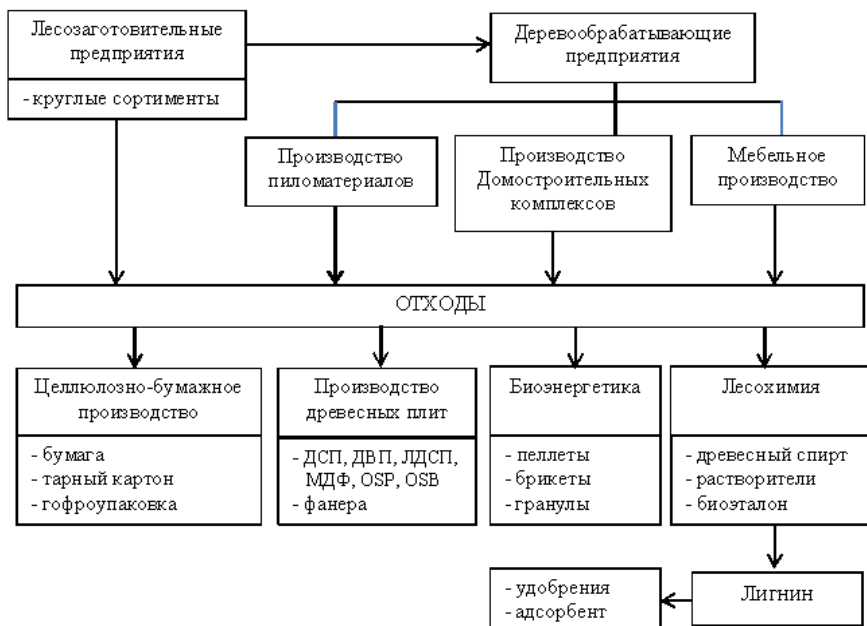 Лесозаготовительные
предприятия
- круглые сортименты
Деревообрабатывающие
предприятия
Производство
пиломатериалов
Производство
Домостроительных
комплексов
Мебельное
производство
ОТХОДЫ
Целлюлозно-бумажное
производство
- бумага
- тарный картон
- гофроупаковка
Производство
древесных плит
- ДСП, ДВП, ЛДСП,
МДФ, OSP, OSB
- фанера
Биоэнергетика
- пеллеты
- брикеты
- гранулы
Лесохимия
- древесный спирт
- растворители
- биоэталон
Лигнин
- удобрения
- адсорбент